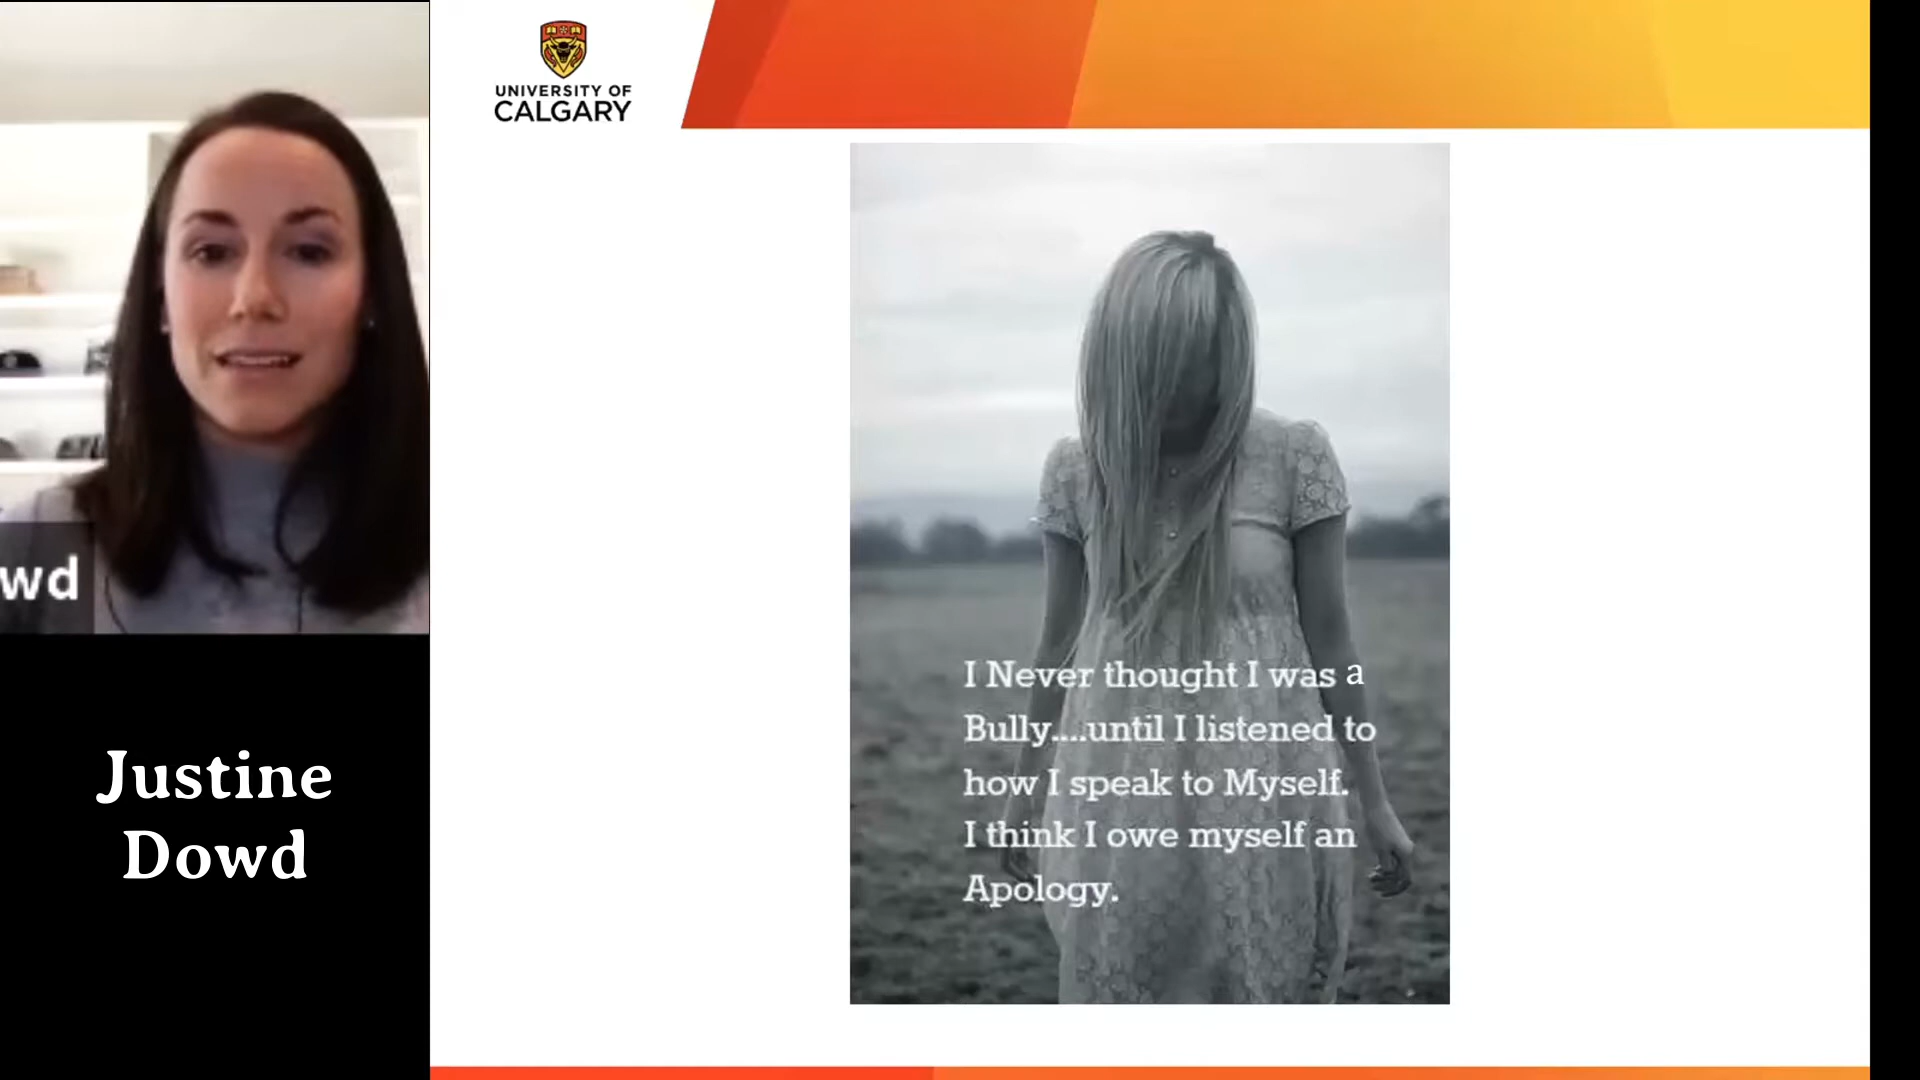 UNIVERSITY OF
CALGARY
wd
Justine
Dowd
I Never thought I was a
Bully....until I listened to
how I speak to Myself.
I think I owe myself an
Apology.